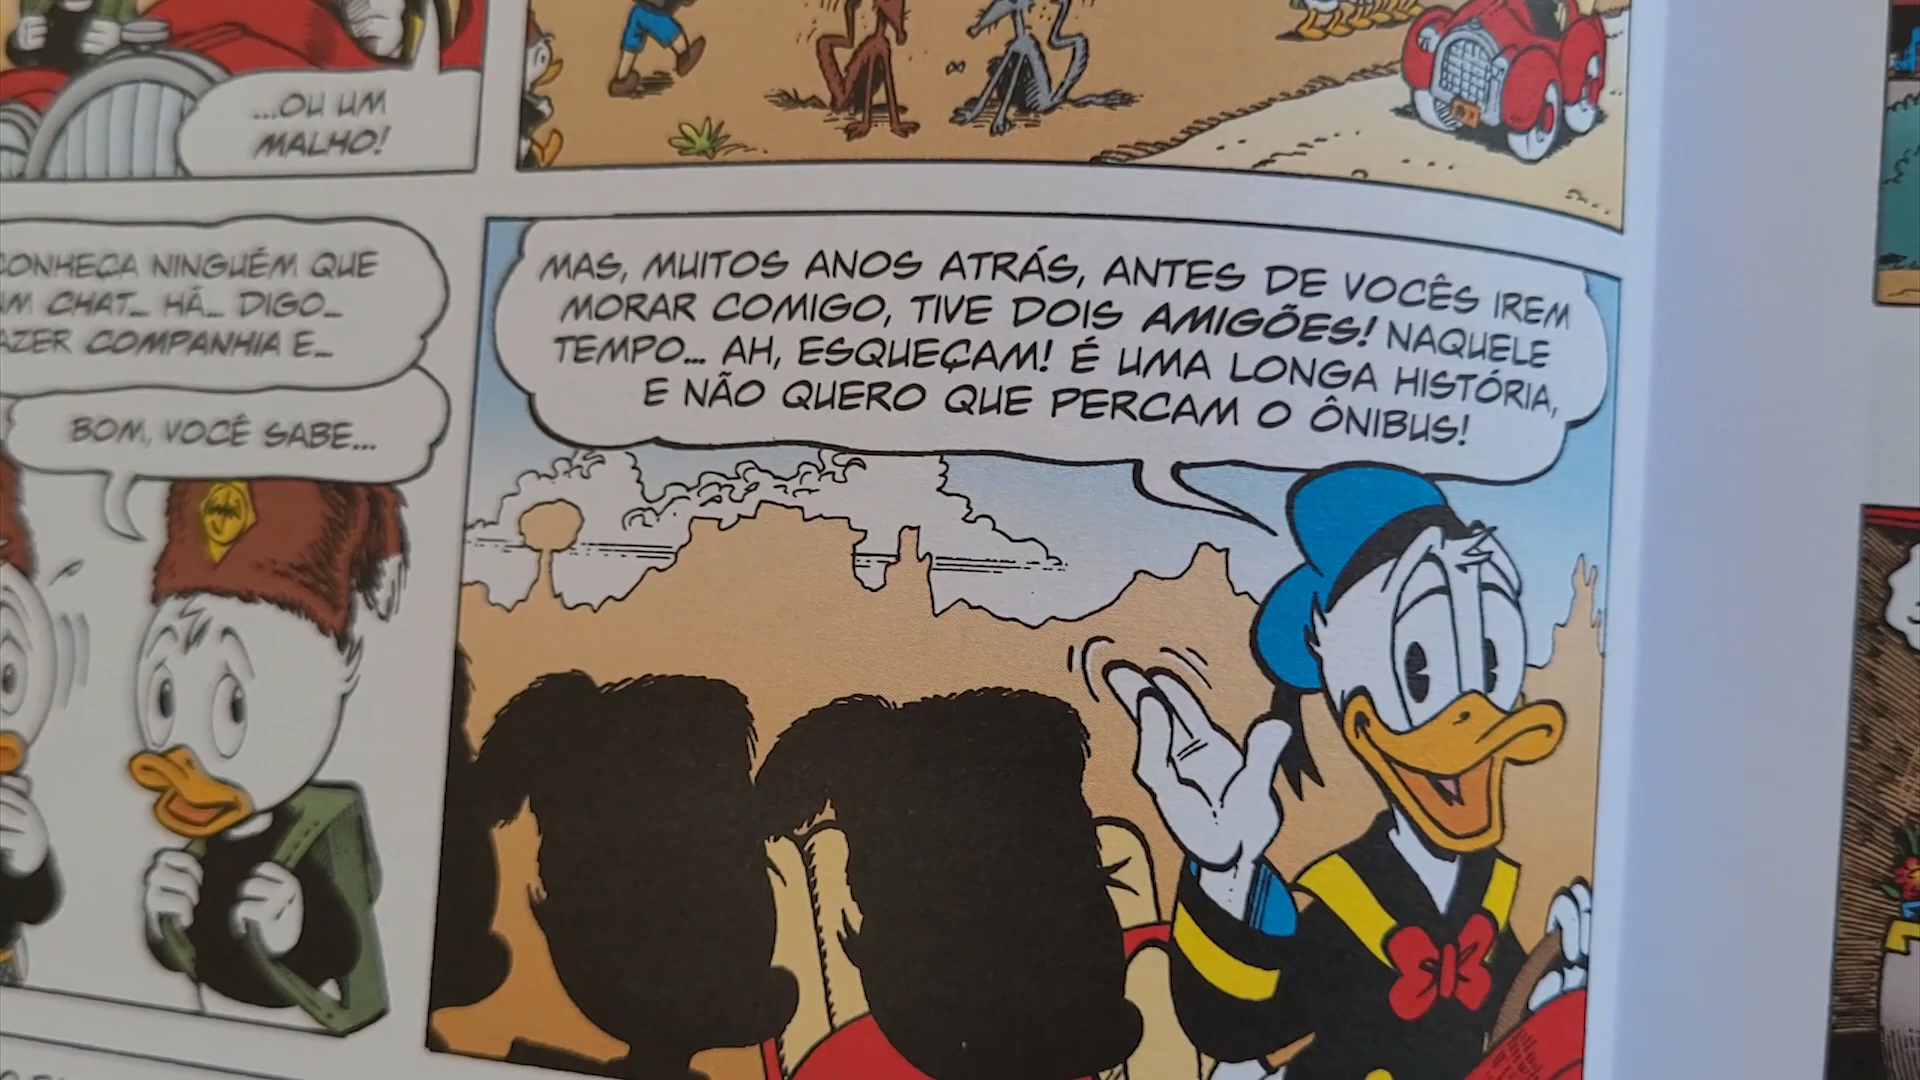 ...OU UM
MALHO!
CONHEÇA NINGUÉM QUE
CHAT... HÁ... DIGO...
COMPANHIA E...
BOM, VOCÊ SABE...
MAS, MUITOS ANOS ATRÁS, ANTES DE VOCÊS IREM
MORAR COMIGO, TIVE DOIS AMIGÕES! NAQUELE
TEMPO... AH, ESQUEÇAM! É UMA LONGA HISTÓRIA,
E NÃO QUERO QUE PERCAM O ÔNIBUS!